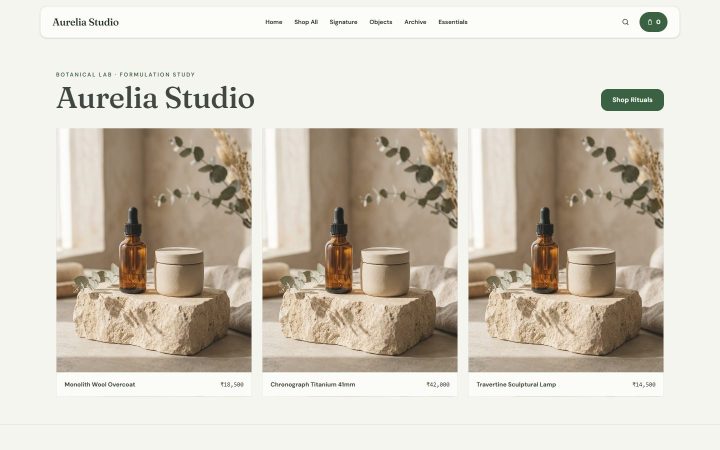 Aurelia Studio
Home Shop All Signature Objects Archive Essentials
0
BOTANICAL LAB · FORMULATION STUDY
Aurelia Studio
Shop Rituals
Monolith Wool Overcoat ₹18,500
Chronograph Titanium 41mm ₹42,000
Travertine Sculptural Lamp ₹14,500